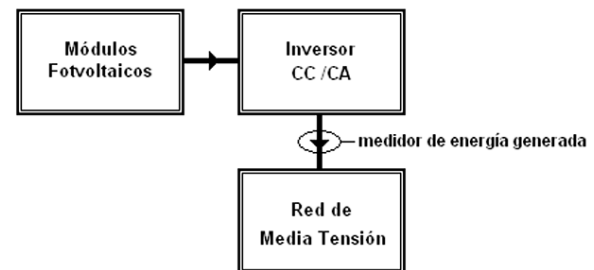 Módulos
Fotvoltaicos
Inversor
CC /CA
medidor de energía generada
Red de
Media Tensión